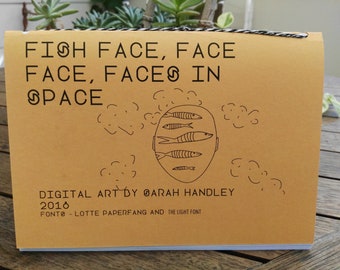 FISH FACE, FACE
FACE, FACES IN
SPACE
DIGITAL ART BY SARAH HANDLEY
2016
FONTS - LOTTE PAPERFANG AND THE LIGHT FONT